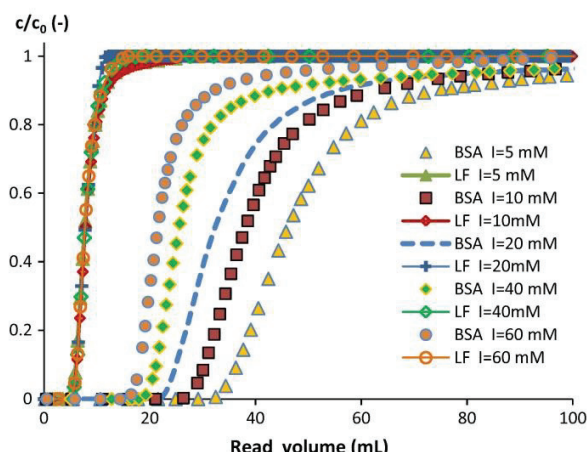 c/c0 (-)
1
0.8
0.6
0.4
0.2
0
0 20 40 60 80 100
Read volume (mL)
BSA I=5 mM
LF I=5 mM
BSA I=10 mM
LF I=10mM
BSA I=20 mM
LF I=20mM
BSA I=40 mM
LF I=40mM
BSA I=60 mM
LF I=60 mM